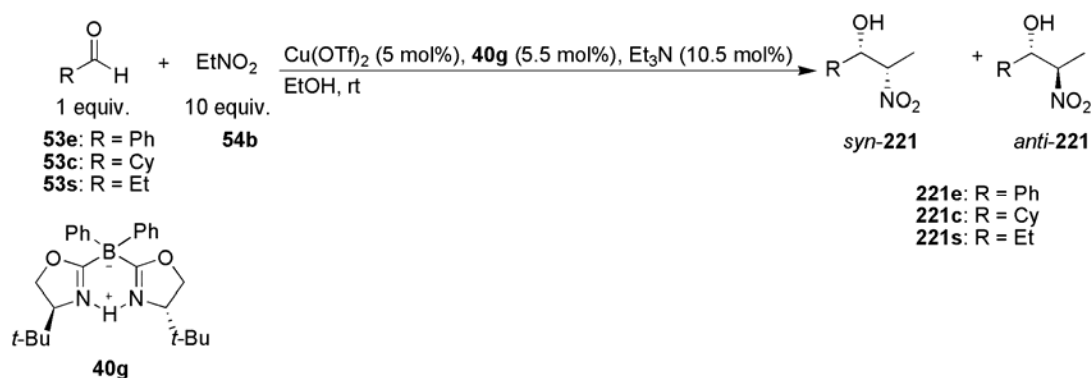 O
R H + EtNO2 Cu(OTf)2 (5 mol%), 40g (5.5 mol%), Et3N (10.5 mol%)
EtOH, rt
1 equiv. 10 equiv.
53e: R = Ph 54b
53c: R = Cy
53s: R = Et
OH
R
NO2
syn-221
+
OH
R
NO2
anti-221
221e: R = Ph
221c: R = Cy
221s: R = Et
Ph Ph
O B O
−
N H N
+
t-Bu t-Bu
40g